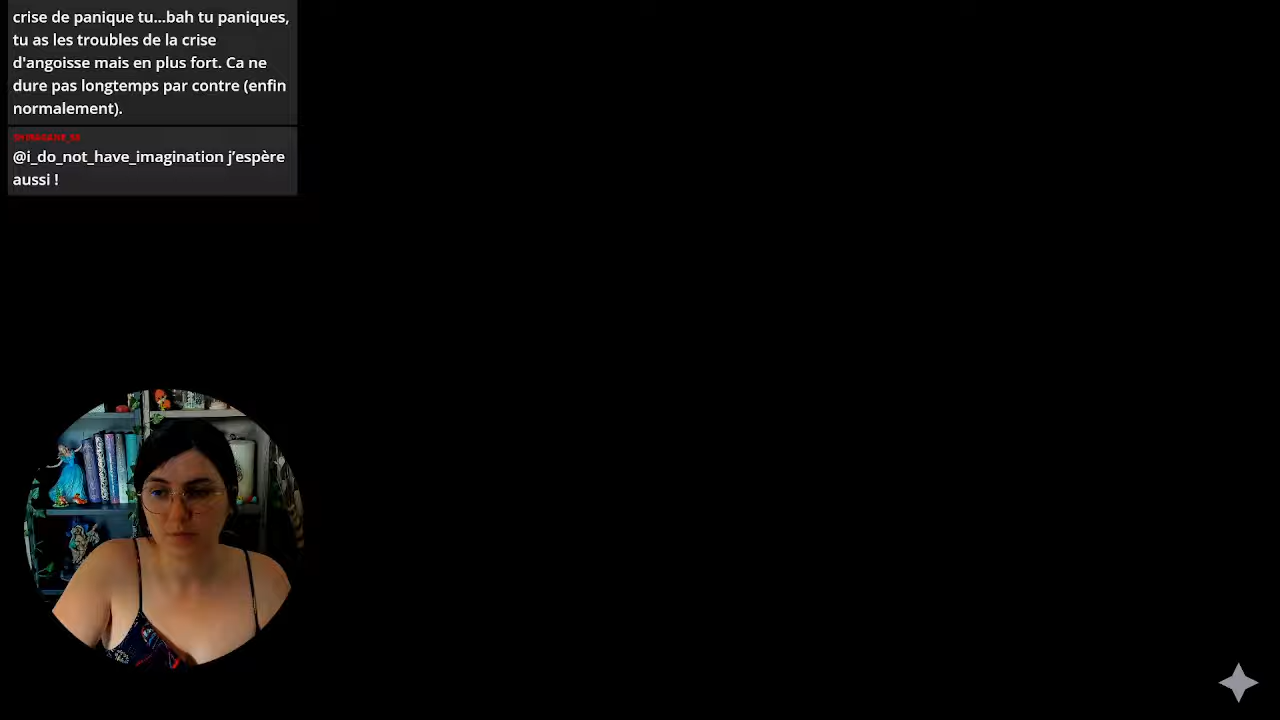 crise de panique tu...bah tu paniques,
tu as les troubles de la crise
d'angoisse mais en plus fort. Ca ne
dure pas longtemps par contre (enfin
normalement).
@i_do_not_have_imagination j'espère
aussi !